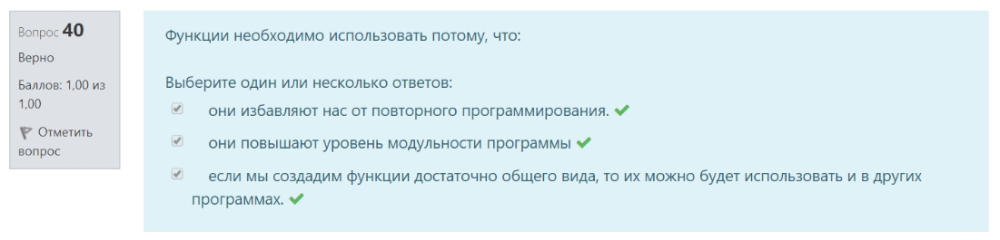 Вопрос 40
Верно
Баллов: 1,00 из
1,00
Отметить
вопрос
Функции необходимо использовать потому, что:
Выберите один или несколько ответов:
они избавляют нас от повторного программирования.
они повышают уровень модульности программы
если мы создадим функции достаточно общего вида, то их можно будет использовать и в других
программах.